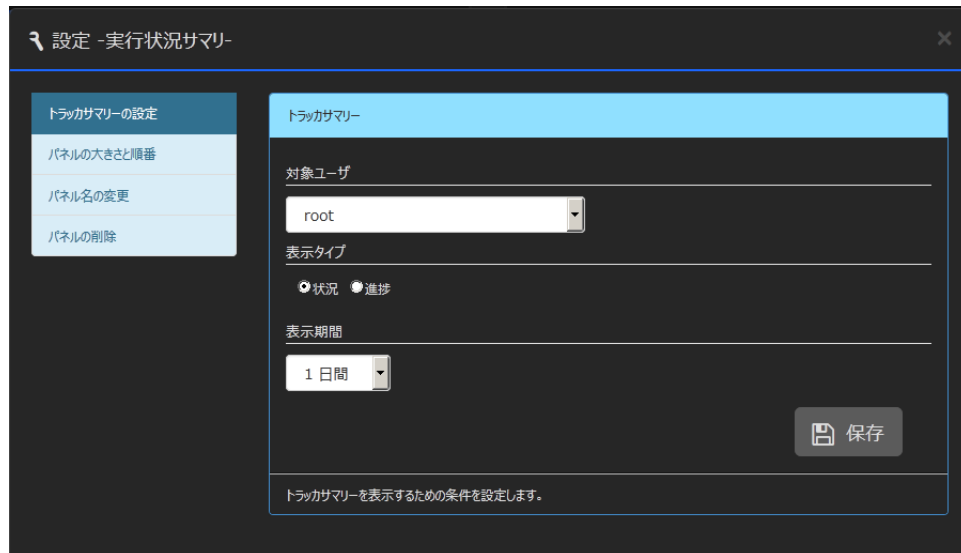 設定 -実行状況サマリ-
トラッカサマリーの設定
パネルの大きさと順番
パネル名の変更
パネルの削除
トラッカサマリー
対象ユーザ
root
表示タイプ
状況 進捗
表示期間
1 日間
保存
トラッカサマリーを表示するための条件を設定します。